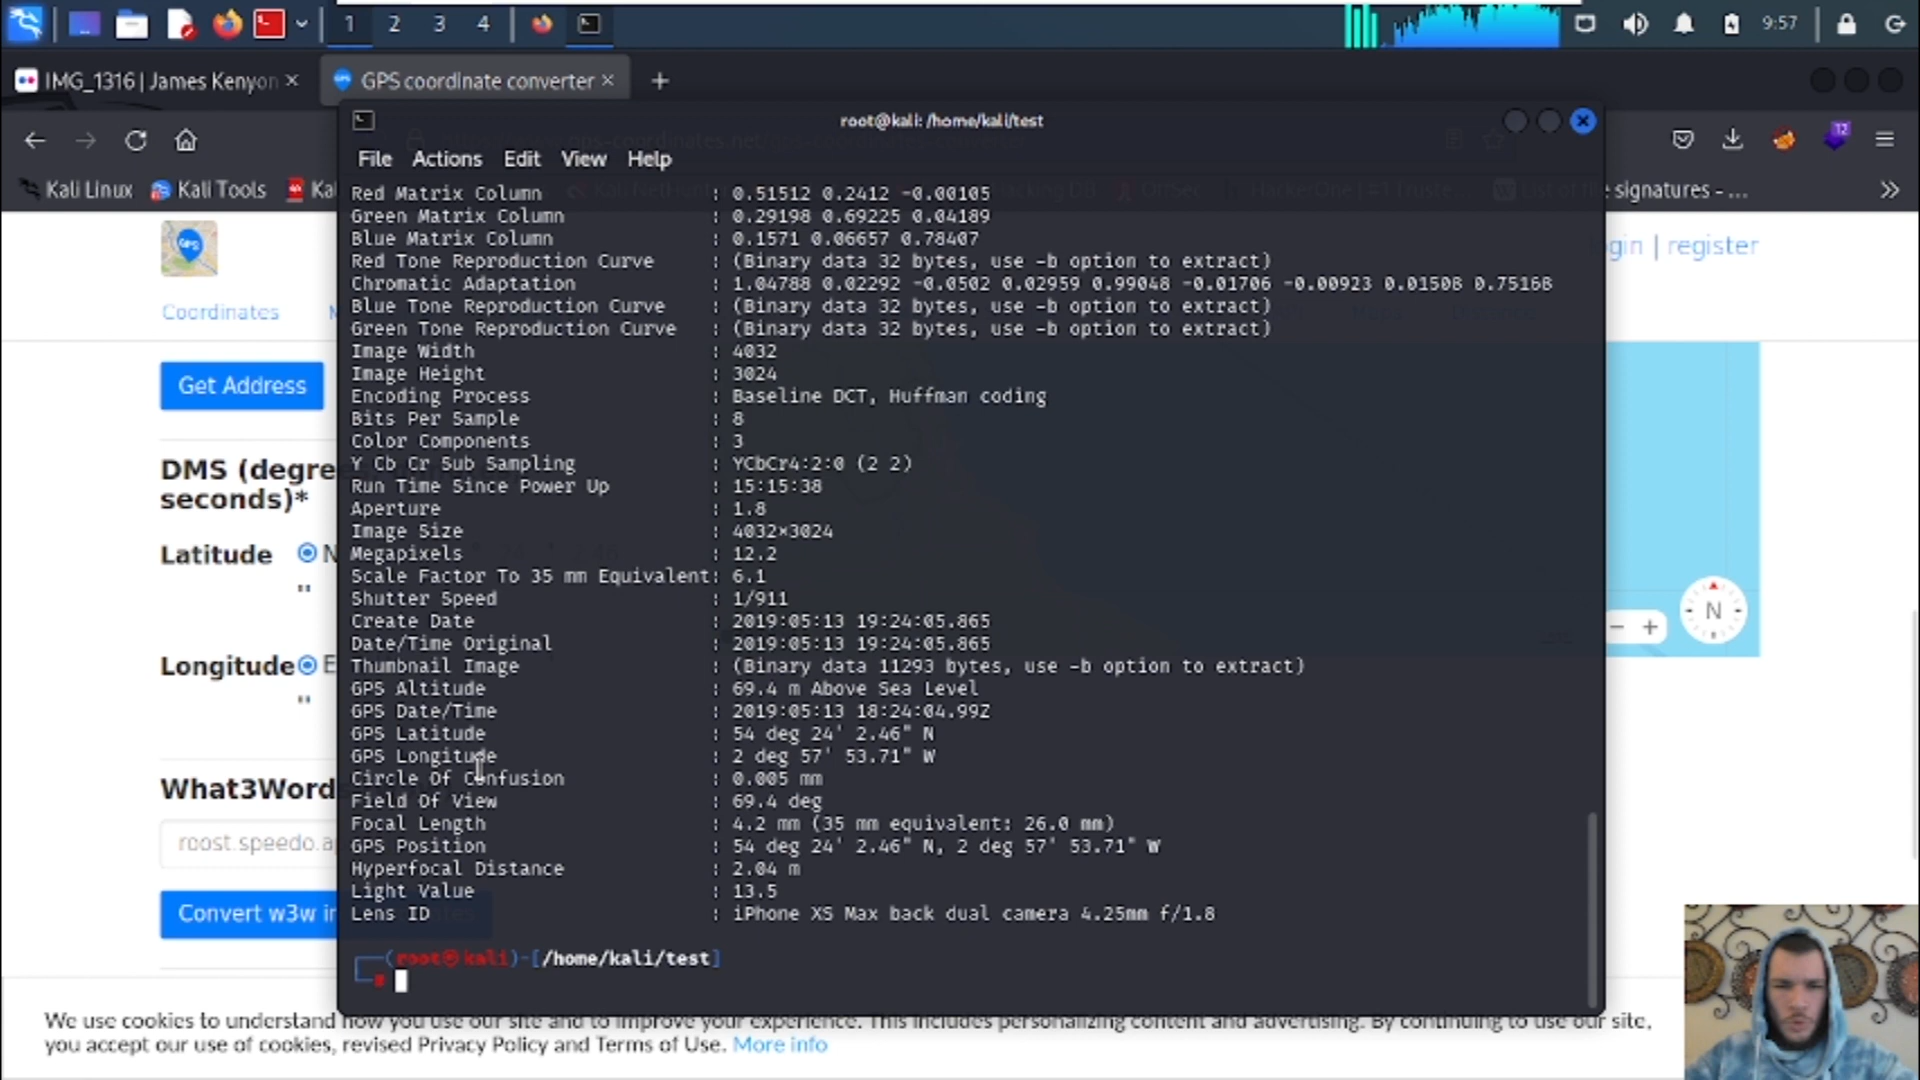 1 2 3 4 9:57
IMG_1316 | James Kenyon
GPS coordinate converter
root@kali: /home/kali/test
12
File Actions Edit View Help
Kali Linux Kali Tools
signatures - ...
Red Matrix Column : 0.51512 0.2412 -0.00105
Green Matrix Column : 0.29198 0.69225 0.04189
Blue Matrix Column : 0.1571 0.06657 0.78407
Red Tone Reproduction Curve : (Binary data 32 bytes, use -b option to extract)
Chromatic Adaptation : 1.04788 0.02292 -0.0502 0.02959 0.99048 -0.01706 -0.00923 0.01508 0.75168
Blue Tone Reproduction Curve : (Binary data 32 bytes, use -b option to extract)
Green Tone Reproduction Curve : (Binary data 32 bytes, use -b option to extract)
Image Width : 4032
Image Height : 3024
Encoding Process : Baseline DCT, Huffman coding
Bits Per Sample : 8
Color Components : 3
Y Cb Cr Sub Sampling : YCbCr4:2:0 (2 2)
Run Time Since Power Up : 15:15:38
Aperture : 1.8
Image Size : 4032×3024
Megapixels : 12.2
Scale Factor To 35 mm Equivalent: 6.1
Shutter Speed : 1/911
Create Date : 2019:05:13 19:24:05.865
Date/Time Original : 2019:05:13 19:24:05.865
Thumbnail Image : (Binary data 11293 bytes, use -b option to extract)
GPS Altitude : 69.4 m Above Sea Level
GPS Date/Time : 2019:05:13 18:24:04.99Z
GPS Latitude : 54 deg 24' 2.46" N
GPS Longitude : 2 deg 57' 53.71" W
Circle Of Confusion : 0.005 mm
Field Of View : 69.4 deg
Focal Length : 4.2 mm (35 mm equivalent: 26.0 mm)
GPS Position : 54 deg 24' 2.46" N, 2 deg 57' 53.71" W
Hyperfocal Distance : 2.04 m
Light Value : 13.5
Lens ID : iPhone XS Max back dual camera 4.25mm f/1.8
(root@kali)-[/home/kali/test]
#
| register
Coordinates
Get Address
DMS (degre
seconds)*
Latitude N
"
Longitude E
"
N
What3Word
roost.speedo.a
Convert w3w in
We use cookies to understand how you use our site and to improve your experience. This includes personalizing content and advertising. By continuing to use our site,
you accept our use of cookies, revised Privacy Policy and Terms of Use. More info